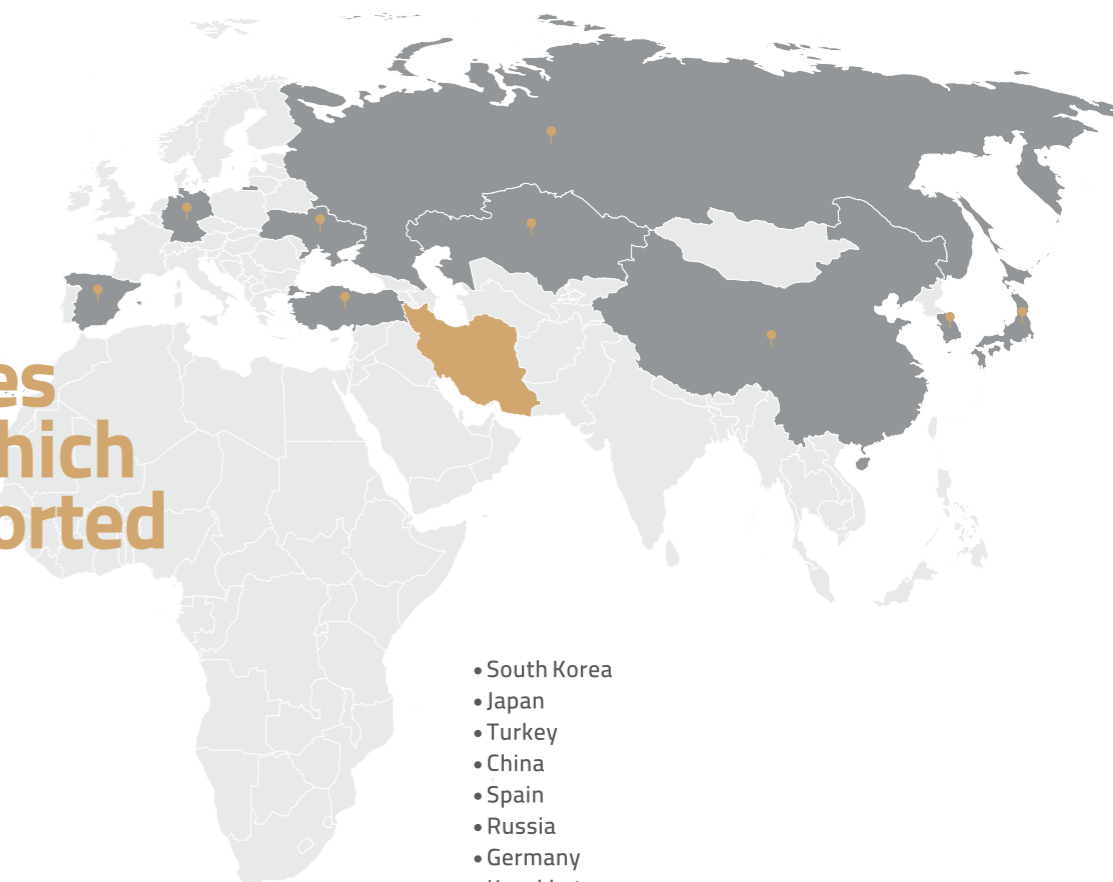 es
hich
orted
• South Korea
• Japan
• Turkey
• China
• Spain
• Russia
• Germany